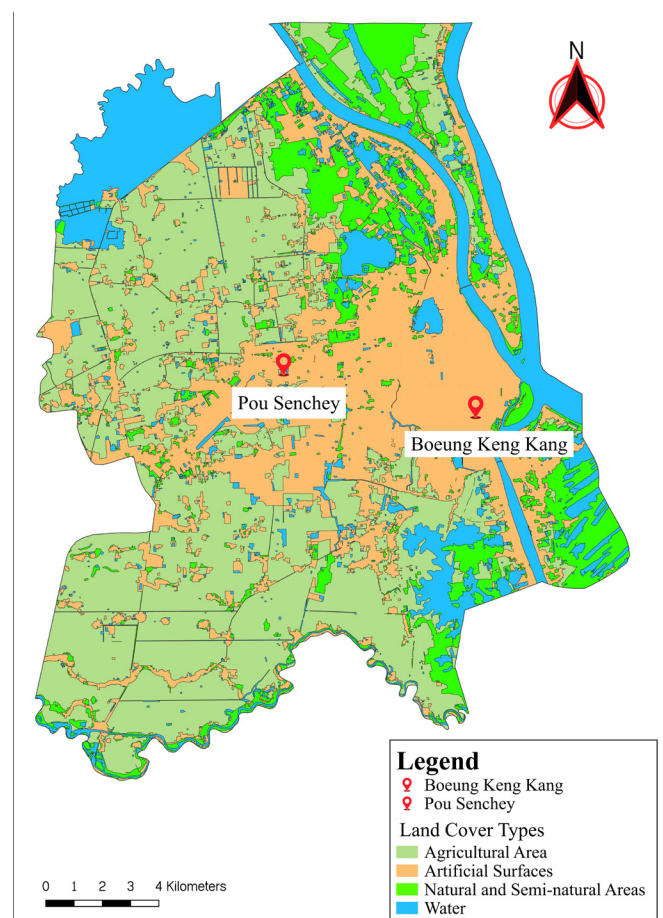 N
Pou Senchey
Boeung Keng Kang
Legend
Boeung Keng Kang
Pou Senchey
Land Cover Types
Agricultural Area
Artificial Surfaces
Natural and Semi-natural Areas
Water
0 1 2 3 4 Kilometers